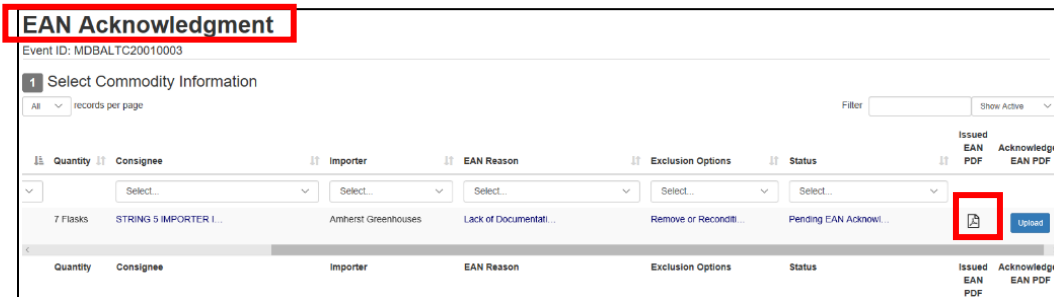 EAN Acknowledgment
Event ID: MDBALTC20010003
1 Select Commodity Information
All records per page Filter Show Active
Quantity Consignee Importer EAN Reason Exclusion Options Status Issued EAN PDF Acknowledge EAN PDF
Select... Select... Select... Select... Select...
7 Flasks STRING 5 IMPORTER I... Amherst Greenhouses Lack of Documentati... Remove or Reconditi... Pending EAN Acknowl... Upload
Quantity Consignee Importer EAN Reason Exclusion Options Status Issued EAN PDF Acknowledge EAN PDF